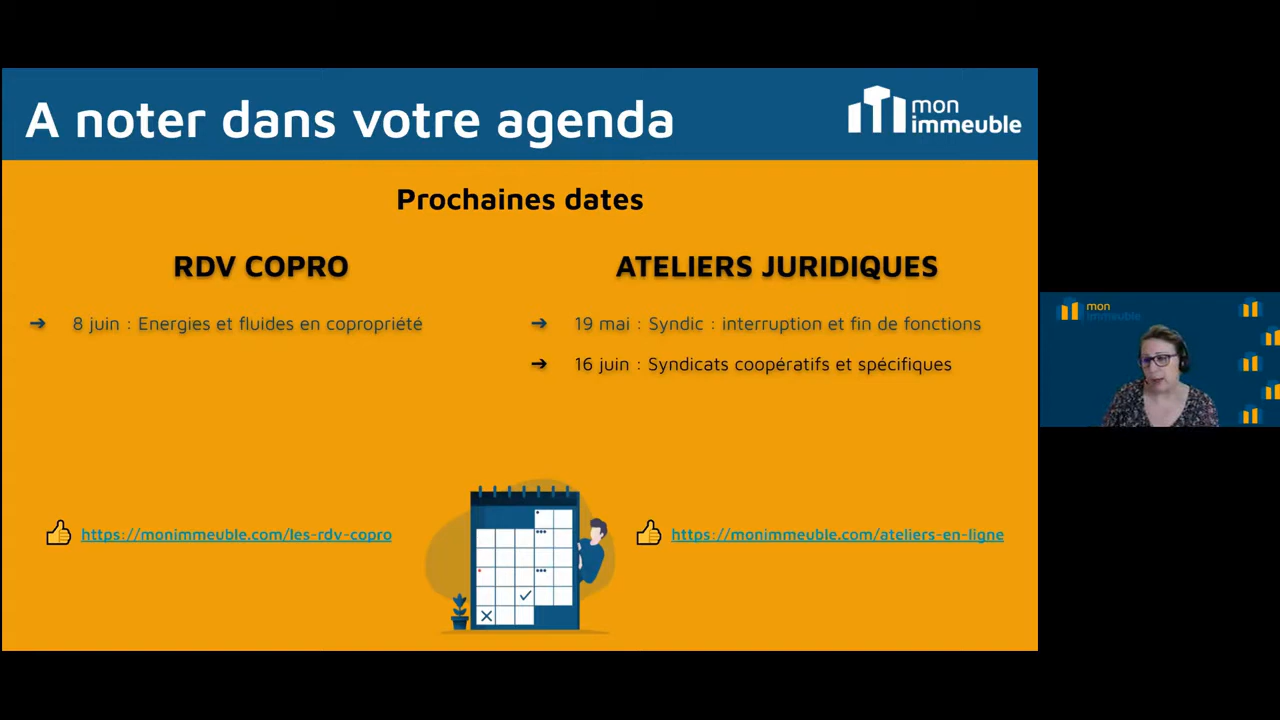 A noter dans votre agenda
mon
immeuble
Prochaines dates
RDV COPRO
➔ 8 juin : Energies et fluides en copropriété
https://monimmeuble.com/les-rdv-copro
ATELIERS JURIDIQUES
➔ 19 mai : Syndic : interruption et fin de fonctions
➔ 16 juin : Syndicats coopératifs et spécifiques
https://monimmeuble.com/ateliers-en-ligne
mon
immeuble